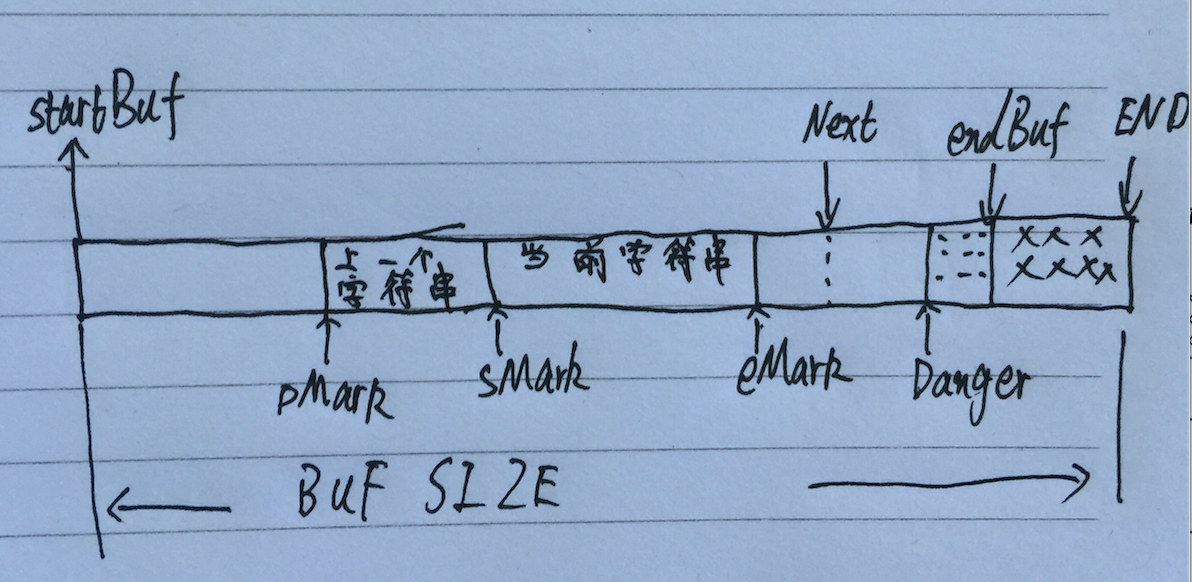 startBuf
Next
endBuf
END
上一个
字符串
当前字符串
× × ×
× × × ×
pMark
sMark
eMark
Danger
BUF SIZE